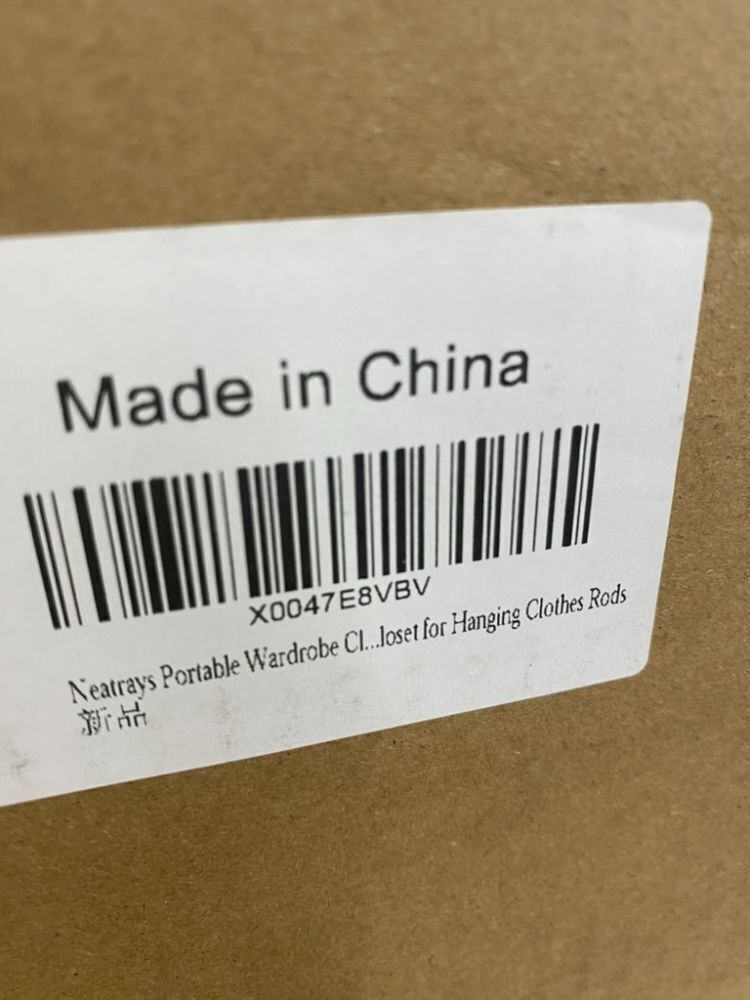 Made in China
X0047E8VBV
Neatrays Portable Wardrobe Cl...loset for Hanging Clothes Rods
新品